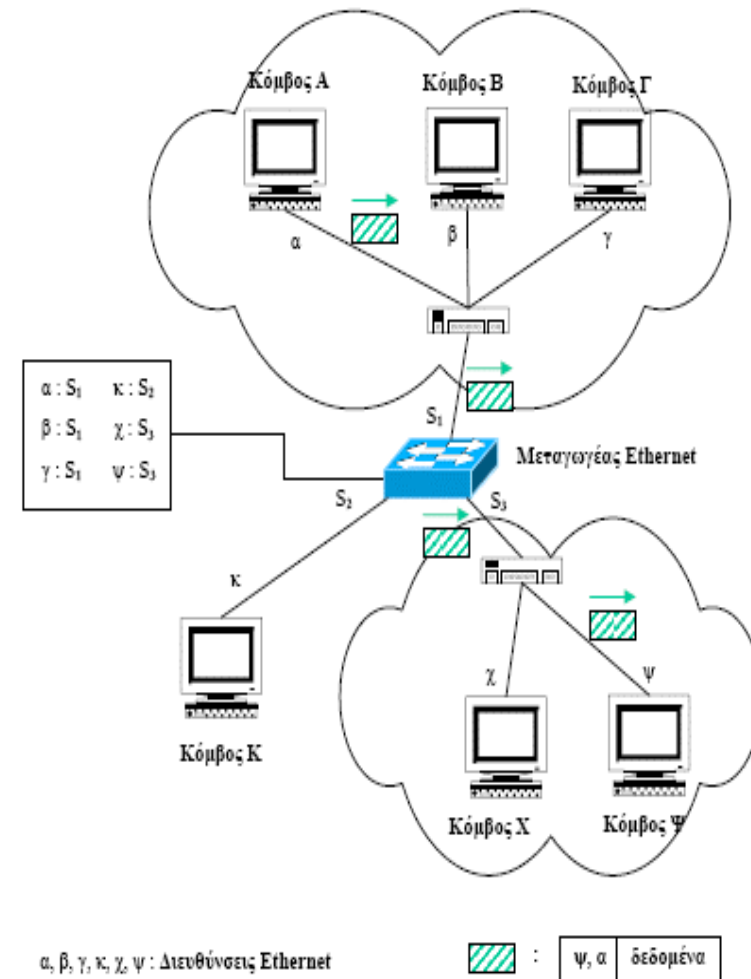 Κόμβος Α Κόμβος Β Κόμβος Γ
α β γ
S₁
α : S₁ κ : S₂
β : S₁ χ : S₃
γ : S₁ ψ : S₃
Μεταγωγέας Ethernet
S₂ S₃
κ
χ ψ
Κόμβος Κ
Κόμβος Χ Κόμβος Ψ
α, β, γ, κ, χ, ψ : Διευθύνσεις Ethernet : ψ, α δεδομένα